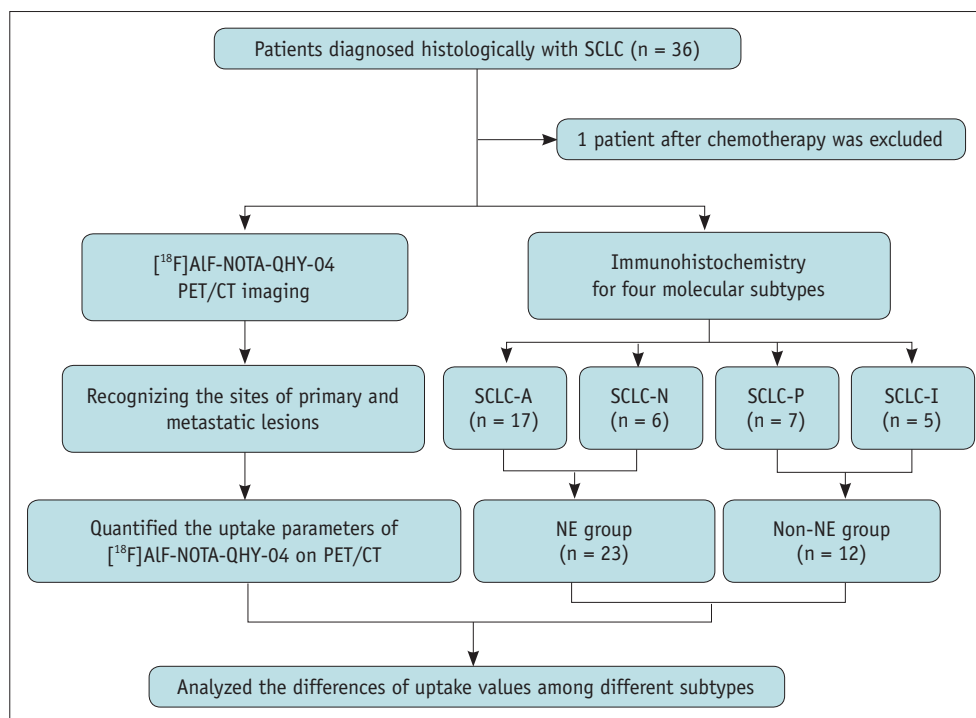 Patients diagnosed histologically with SCLC (n = 36)
1 patient after chemotherapy was excluded
[¹⁸F]AlF-NOTA-QHY-04
PET/CT imaging
Immunohistochemistry
for four molecular subtypes
Recognizing the sites of primary and
metastatic lesions
SCLC-A
(n = 17)
SCLC-N
(n = 6)
SCLC-P
(n = 7)
SCLC-I
(n = 5)
Quantified the uptake parameters of
[¹⁸F]AlF-NOTA-QHY-04 on PET/CT
NE group
(n = 23)
Non-NE group
(n = 12)
Analyzed the differences of uptake values among different subtypes